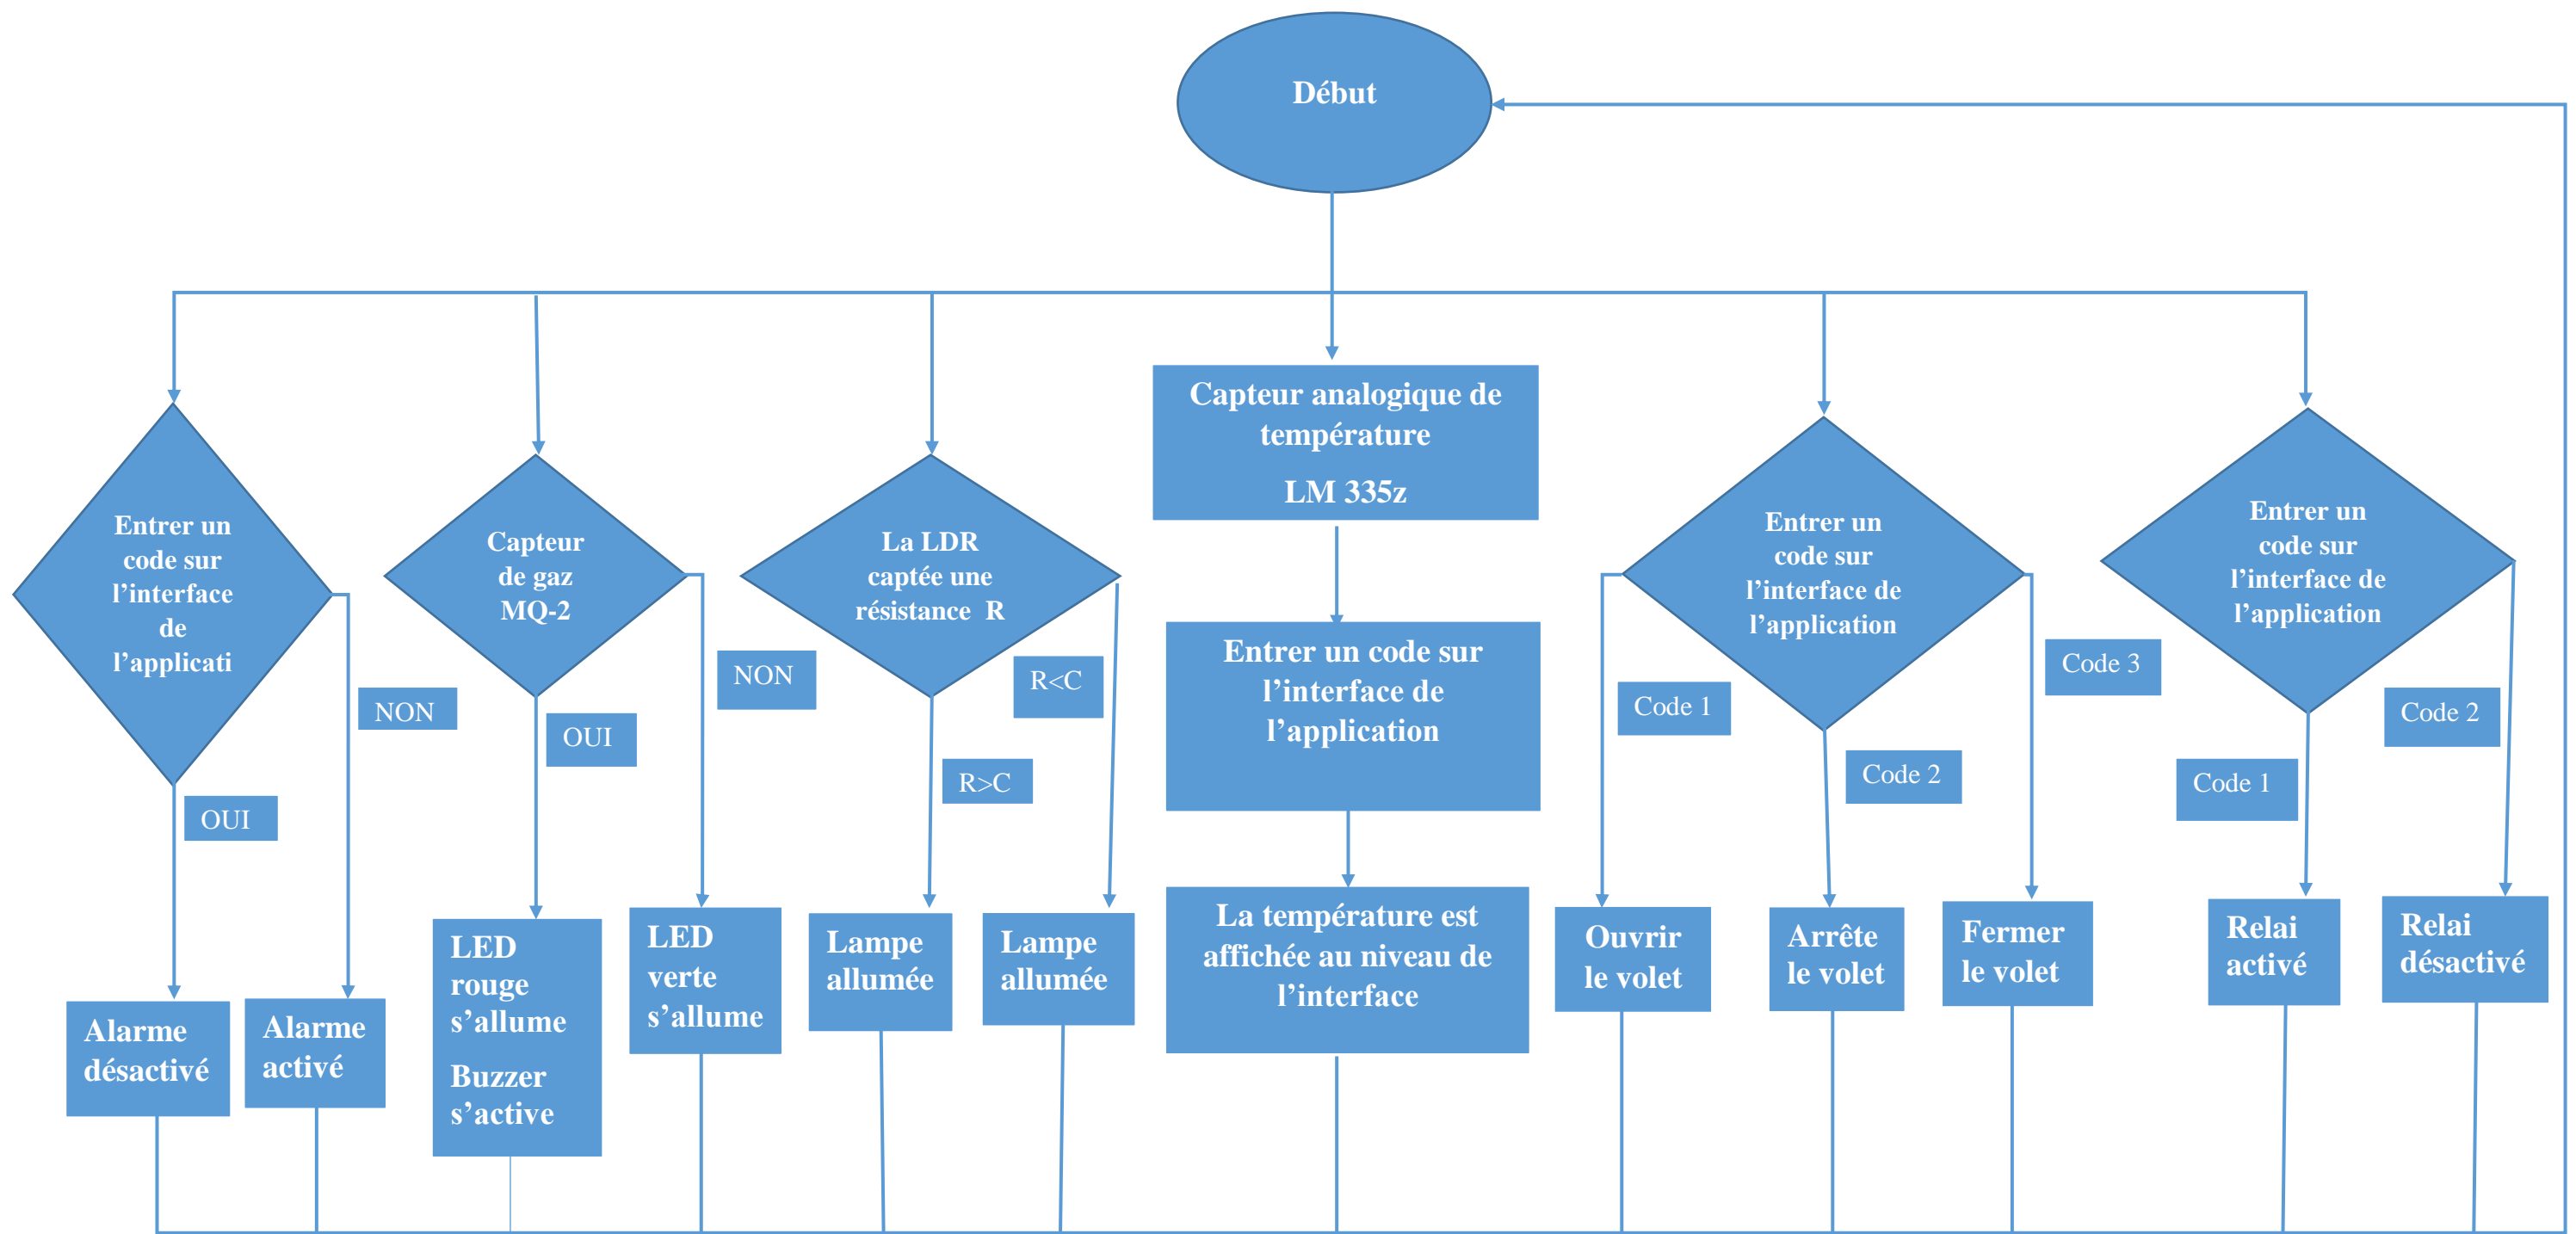 Début
Capteur analogique de
température
LM 335z
Entrer un
code sur
l’interface
de
l’applicati
Capteur
de gaz
MQ-2
La LDR
captée une
résistance R
Entrer un
code sur
l’interface de
l’application
Entrer un
code sur
l’interface de
l’application
Entrer un code sur
l’interface de
l’application
NON
OUI
NON
OUI
R<C
R>C
Code 1
Code 2
Code 3
Code 1
Code 2
Alarme
désactivé
Alarme
activé
LED
rouge
s’allume
Buzzer
s’active
LED
verte
s’allume
Lampe
allumée
Lampe
allumée
La température est
affichée au niveau de
l’interface
Ouvrir
le volet
Arrête
le volet
Fermer
le volet
Relai
activé
Relai
désactivé